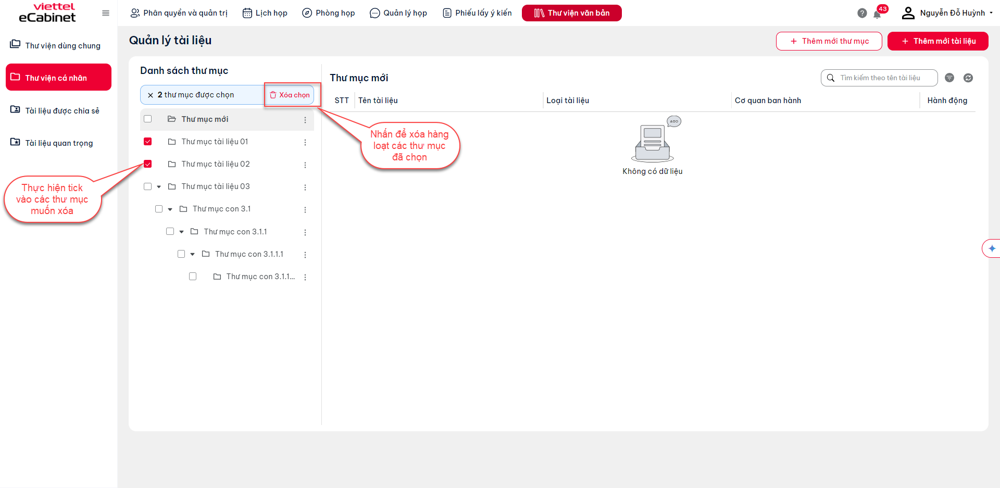 viettel
eCabinet
Phân quyền và quản trị
Lịch họp
Phòng họp
Quản lý họp
Phiếu lấy ý kiến
Thư viện văn bản
?
43
Nguyễn Đỗ Huỳnh
Thư viện dùng chung
Thư viện cá nhân
Tài liệu được chia sẻ
Tài liệu quan trọng
Quản lý tài liệu
+ Thêm mới thư mục
+ Thêm mới tài liệu
Danh sách thư mục
2 thư mục được chọn
Xóa chọn
Thư mục mới
Thư mục tài liệu 01
Thư mục tài liệu 02
Thư mục tài liệu 03
Thư mục con 3.1
Thư mục con 3.1.1
Thư mục con 3.1.1.1
Thư mục con 3.1.1...
Thực hiện tick
vào các thư mục
muốn xóa
Nhấn để xóa hàng
loạt các thư mục
đã chọn
Thư mục mới
Tìm kiếm theo tên tài liệu
STT
Tên tài liệu
Loại tài liệu
Cơ quan ban hành
Hành động
Không có dữ liệu